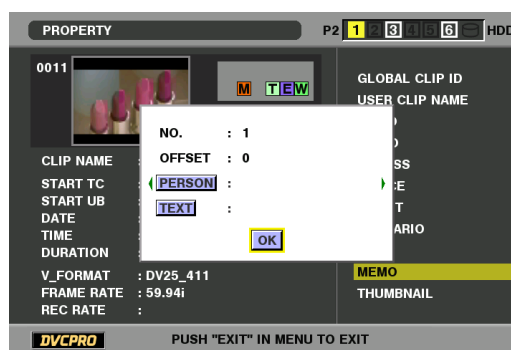 PROPERTY
P2 1 2 3 4 5 6 HDD
0011
M T E W
GLOBAL CLIP ID
USER CLIP NAME
NO. : 1
OFFSET : 0
PERSON :
TEXT :
OK
CLIP NAME :
START TC
START UB
DATE
TIME
DURATION
V_FORMAT : DV25_411
FRAME RATE : 59.94i
REC RATE :
MEMO
THUMBNAIL
DVCPRO
PUSH "EXIT" IN MENU TO EXIT